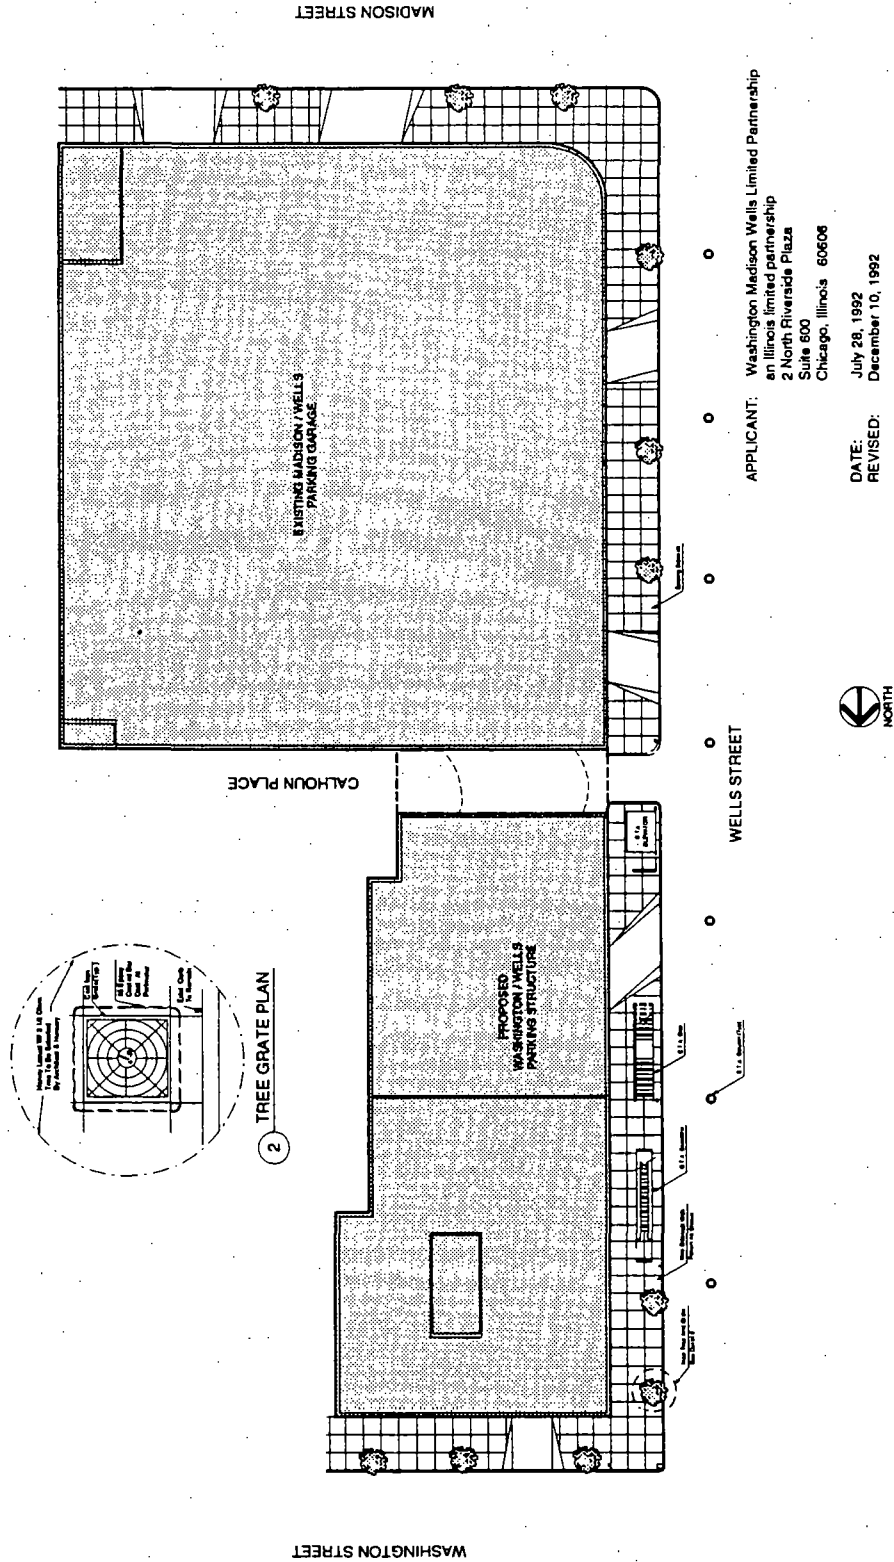 MADISON STREET
EXISTING MADISON / WELLS
PARKING GARAGE
CALHOUN PLACE
WELLS STREET
PROPOSED
WASHINGTON / WELLS
PARKING STRUCTURE
2
TREE GRATE PLAN
WASHINGTON STREET
NORTH
APPLICANT: Washington Madison Wells Limited Partnership
an Illinois limited partnership
2 North Riverside Plaza
Suite 600
Chicago, Illinois 60606
DATE: July 28, 1992
REVISED: December 10, 1992